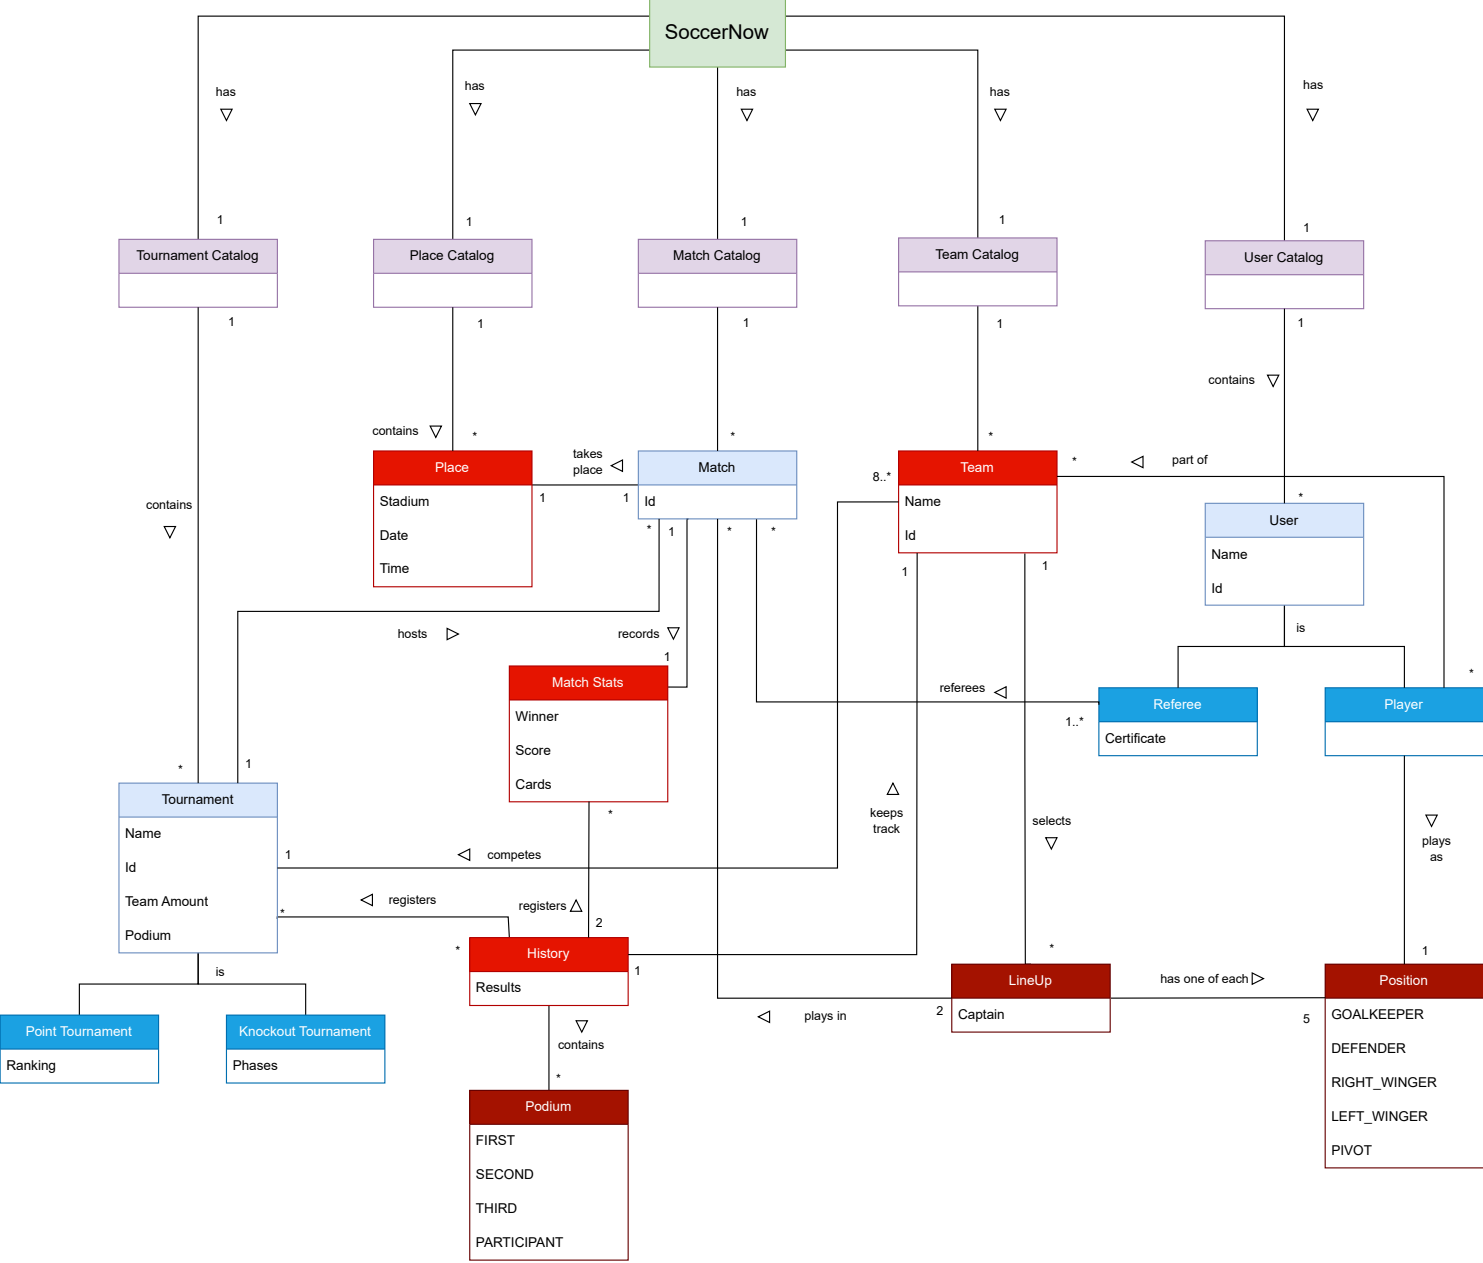 SoccerNow
has
has
has
has
has
1
1
1
1
1
Tournament Catalog
Place Catalog
Match Catalog
Team Catalog
User Catalog
1
1
1
1
1
contains
contains
*
*
*
takes
place
part of
*
8..*
Place
Stadium
Date
Time
1
1
Match
Id
Team
Name
Id
contains
*
User
Name
Id
*
1
*
*
1
1
is
hosts
records
1
Match Stats
Winner
Score
Cards
referees
1..*
Referee
Certificate
*
Player
*
1
Tournament
Name
Id
Team Amount
Podium
*
keeps
track
selects
plays
as
1
competes
registers
*
registers
2
*
History
Results
1
*
LineUp
Captain
2
plays in
has one of each
5
1
Position
GOALKEEPER
DEFENDER
RIGHT_WINGER
LEFT_WINGER
PIVOT
is
Point Tournament
Ranking
Knockout Tournament
Phases
contains
*
Podium
FIRST
SECOND
THIRD
PARTICIPANT